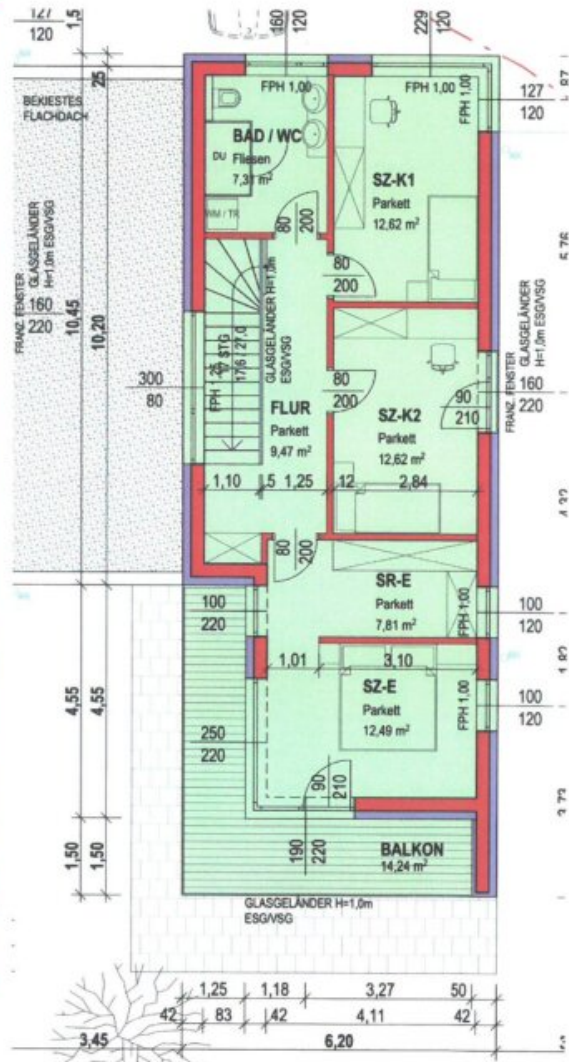 127
120
1,5
160
120
229
120
25
FPH 1,00
FPH 1,00
FPH 1,00
127
120
87
BEKIESTES
FLACHDACH
BAD / WC
Fliesen
7,31 m²
DU
WM / TR
SZ-K1
Parkett
12,62 m²
80
200
80
200
5,76
FRANZ. FENSTER
GLASGELÄNDER
H=1,0m ESG/VSG
160
220
10,45
10,20
300
80
FPH 1,25
17 STG
17,6 / 27,0
GLASGELÄNDER H=1,0m
ESG/VSG
FLUR
Parkett
9,47 m²
80
200
SZ-K2
Parkett
12,62 m²
90
210
FRANZ. FENSTER
GLASGELÄNDER
H=1,0m ESG/VSG
160
220
1,10
5
1,25
12
2,84
4,32
80
200
SR-E
Parkett
7,81 m²
FPH 1,00
100
220
100
120
1,01
3,10
1,82
SZ-E
Parkett
12,49 m²
FPH 1,00
100
120
4,55
4,55
250
220
90
210
3,73
190
220
BALKON
14,24 m²
1,50
1,50
GLASGELÄNDER H=1,0m
ESG/VSG
1,25
1,18
3,27
50
42
83
42
4,11
42
3,45
6,20